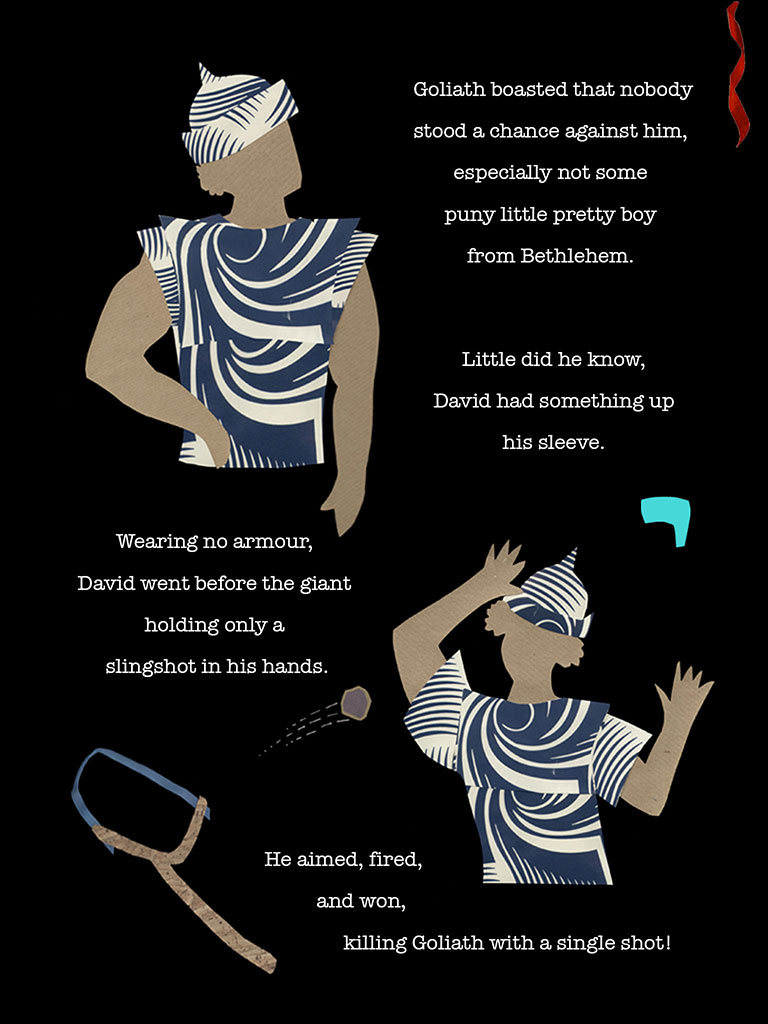 Goliath boasted that nobody
stood a chance against him,
especially not some
puny little pretty boy
from Bethlehem.
Little did he know,
David had something up
his sleeve.
Wearing no armour,
David went before the giant
holding only a
slingshot in his hands.
He aimed, fired,
and won,
killing Goliath with a single shot!